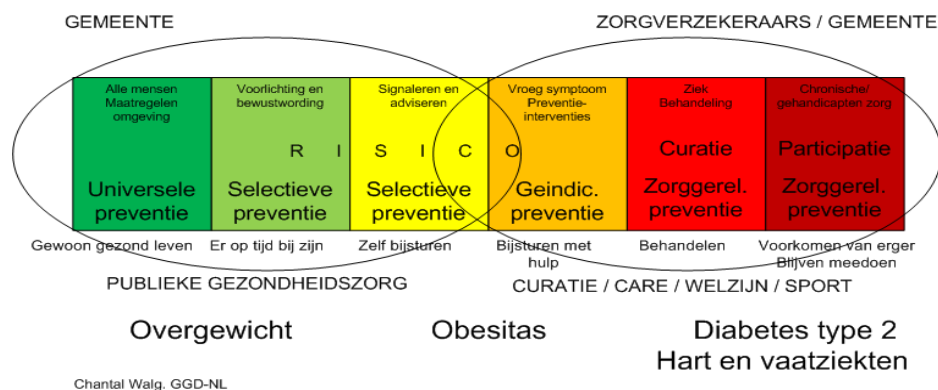 GEMEENTE
ZORGVERZEKERAARS / GEMEENTE
Alle mensen
Maatregelen
omgeving
Voorlichting en
bewustwording
Signaleren en
adviseren
Vroeg symptoom
Preventie-
interventies
Ziek
Behandeling
Chronische/
gehandicapten zorg
R I S I C O
Curatie
Participatie
Universele
preventie
Selectieve
preventie
Selectieve
preventie
Geindic.
preventie
Zorggerel.
preventie
Zorggerel.
preventie
Gewoon gezond leven
Er op tijd bij zijn
Zelf bijsturen
Bijsturen met
hulp
Behandelen
Voorkomen van erger
Blijven meedoen
PUBLIEKE GEZONDHEIDSZORG
CURATIE / CARE / WELZIJN / SPORT
Overgewicht
Obesitas
Diabetes type 2
Hart en vaatziekten
Chantal Walg. GGD-NL